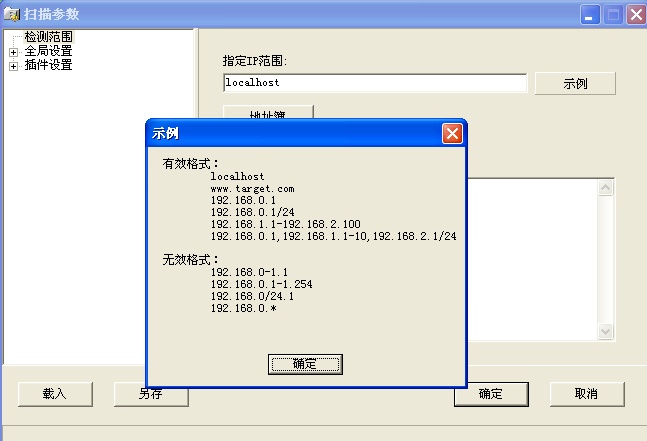 扫描参数
检测范围
全局设置
插件设置
指定IP范围:
localhost
示例
地址簿
示例
有效格式：
localhost
www.target.com
192.168.0.1
192.168.0.1/24
192.168.1.1-192.168.2.100
192.168.0.1,192.168.1.1-10,192.168.2.1/24
无效格式：
192.168.0-1.1
192.168.0.1-1.254
192.168.0/24.1
192.168.0.*
确定
载入
另存
确定
取消